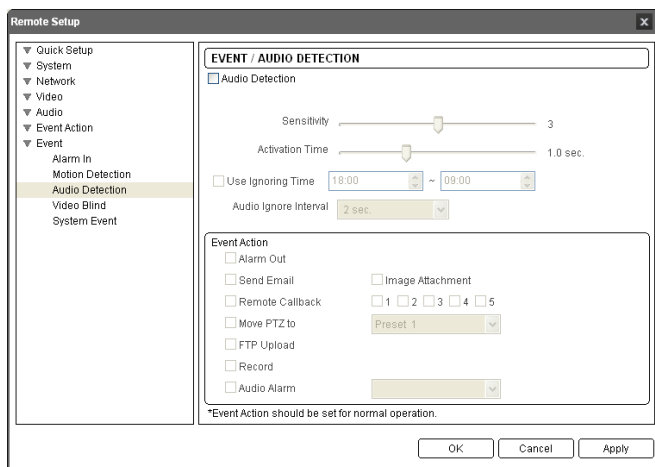 Remote Setup
Quick Setup
System
Network
Video
Audio
Event Action
Event
Alarm In
Motion Detection
Audio Detection
Video Blind
System Event
EVENT / AUDIO DETECTION
Audio Detection
Sensitivity 3
Activation Time 1.0 sec.
Use Ignoring Time 18:00 ~ 09:00
Audio Ignore Interval 2 sec.
Event Action
Alarm Out
Send Email Image Attachment
Remote Callback 1 2 3 4 5
Move PTZ to Preset 1
FTP Upload
Record
Audio Alarm
*Event Action should be set for normal operation.
OK Cancel Apply